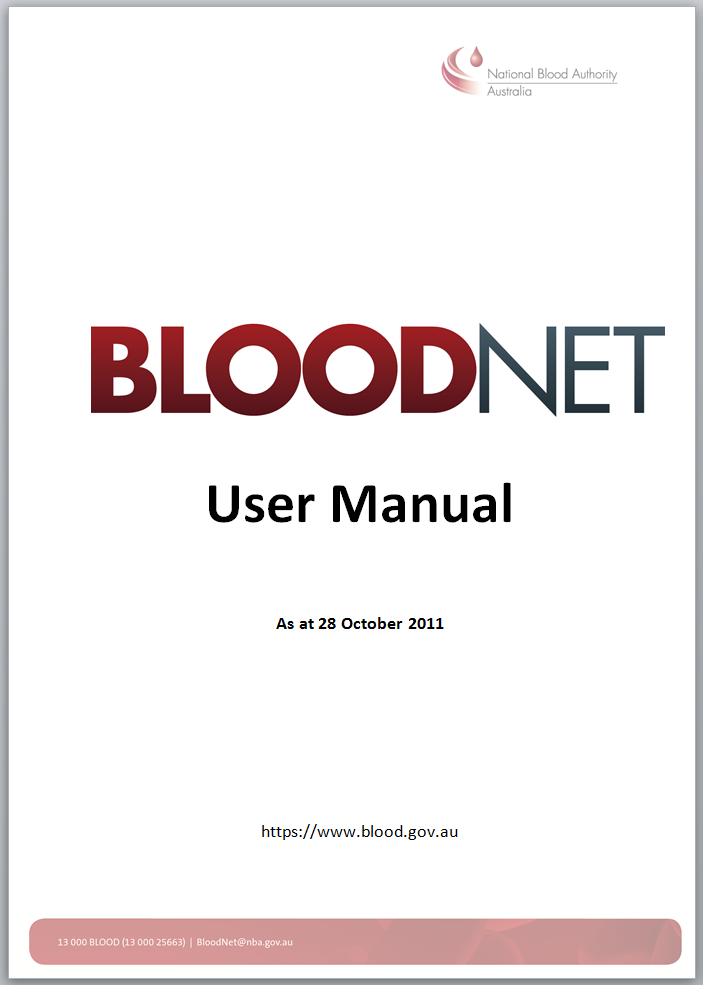 National Blood Authority
Australia
BLOODNET
User Manual
As at 28 October 2011
https://www.blood.gov.au
13 000 BLOOD (13 000 25663) | BloodNet@nba.gov.au